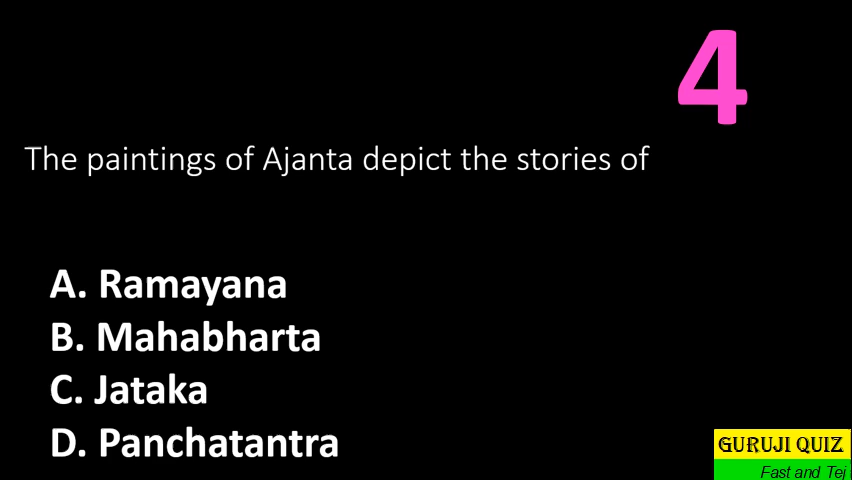 4
The paintings of Ajanta depict the stories of
A. Ramayana
B. Mahabharta
C. Jataka
D. Panchatantra
GURUJI QUIZ
Fast and Tej